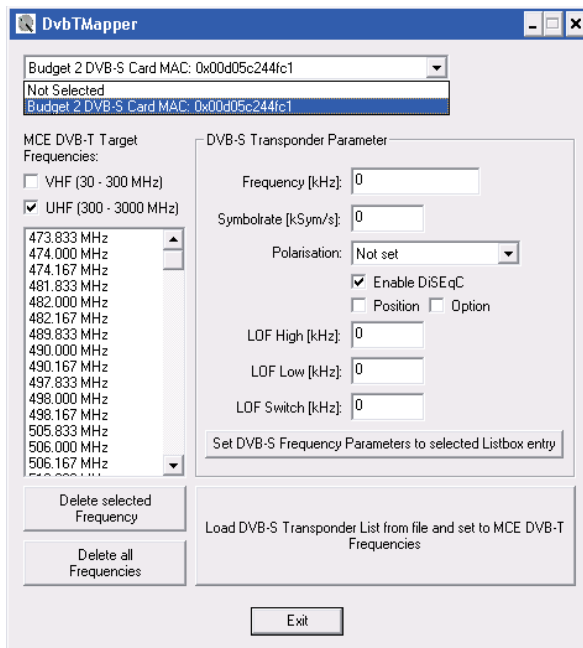 DvbTMapper
Budget 2 DVB-S Card MAC: 0x00d05c244fc1
Not Selected
Budget 2 DVB-S Card MAC: 0x00d05c244fc1
MCE DVB-T Target
Frequencies:
VHF (30 - 300 MHz)
UHF (300 - 3000 MHz)
473.833 MHz
474.000 MHz
474.167 MHz
481.833 MHz
482.000 MHz
482.167 MHz
489.833 MHz
490.000 MHz
490.167 MHz
497.833 MHz
498.000 MHz
498.167 MHz
505.833 MHz
506.000 MHz
506.167 MHz
Delete selected
Frequency
Delete all
Frequencies
DVB-S Transponder Parameter
Frequency [kHz]: 0
Symbolrate [kSym/s]: 0
Polarisation: Not set
Enable DiSEqC
Position Option
LOF High [kHz]: 0
LOF Low [kHz]: 0
LOF Switch [kHz]: 0
Set DVB-S Frequency Parameters to selected Listbox entry
Load DVB-S Transponder List from file and set to MCE DVB-T
Frequencies
Exit